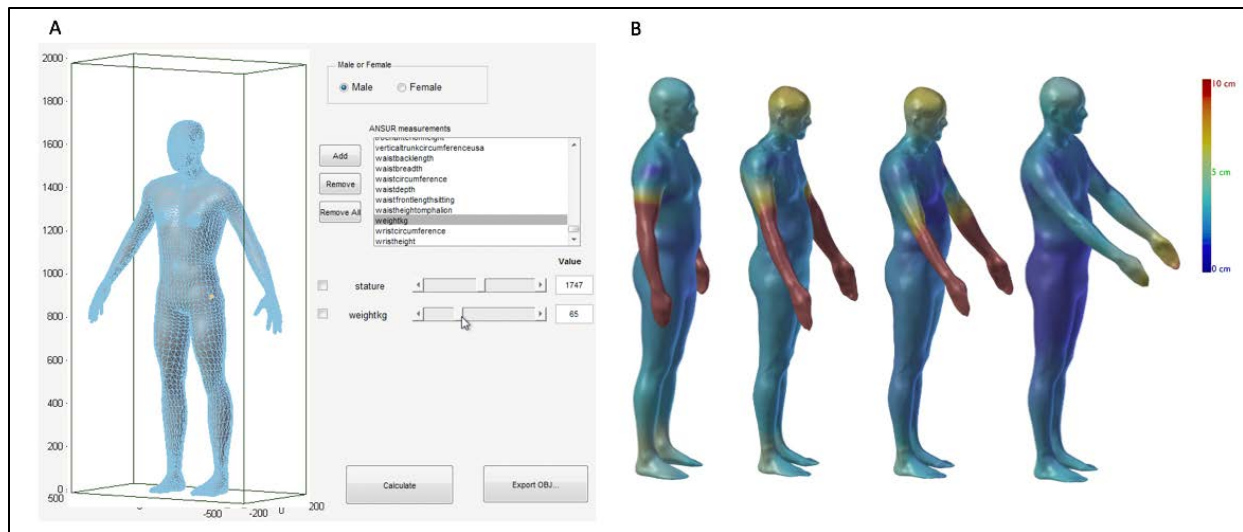 A
B
2000
1800
1600
1400
1200
1000
800
600
400
200
0
500
-500
-200
0
200
Male or Female
Male
Female
ANSUR measurements
verticaltrunkcircumferenceusa
waistbacklength
waistbreadth
waistcircumference
waistdepth
waistfrontlengthsitting
waistheightomphalion
weightkg
wristcircumference
wristheight
Add
Remove
Remove All
Value
stature
1747
weightkg
65
Calculate
Export OBJ...
10 cm
5 cm
0 cm